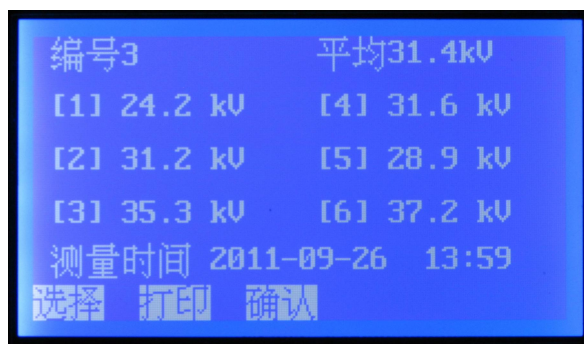 编号3 平均31.4kV
[1] 24.2 kV [4] 31.6 kV
[2] 31.2 kV [5] 28.9 kV
[3] 35.3 kV [6] 37.2 kV
测量时间 2011-09-26 13:59
选择 打印 确认